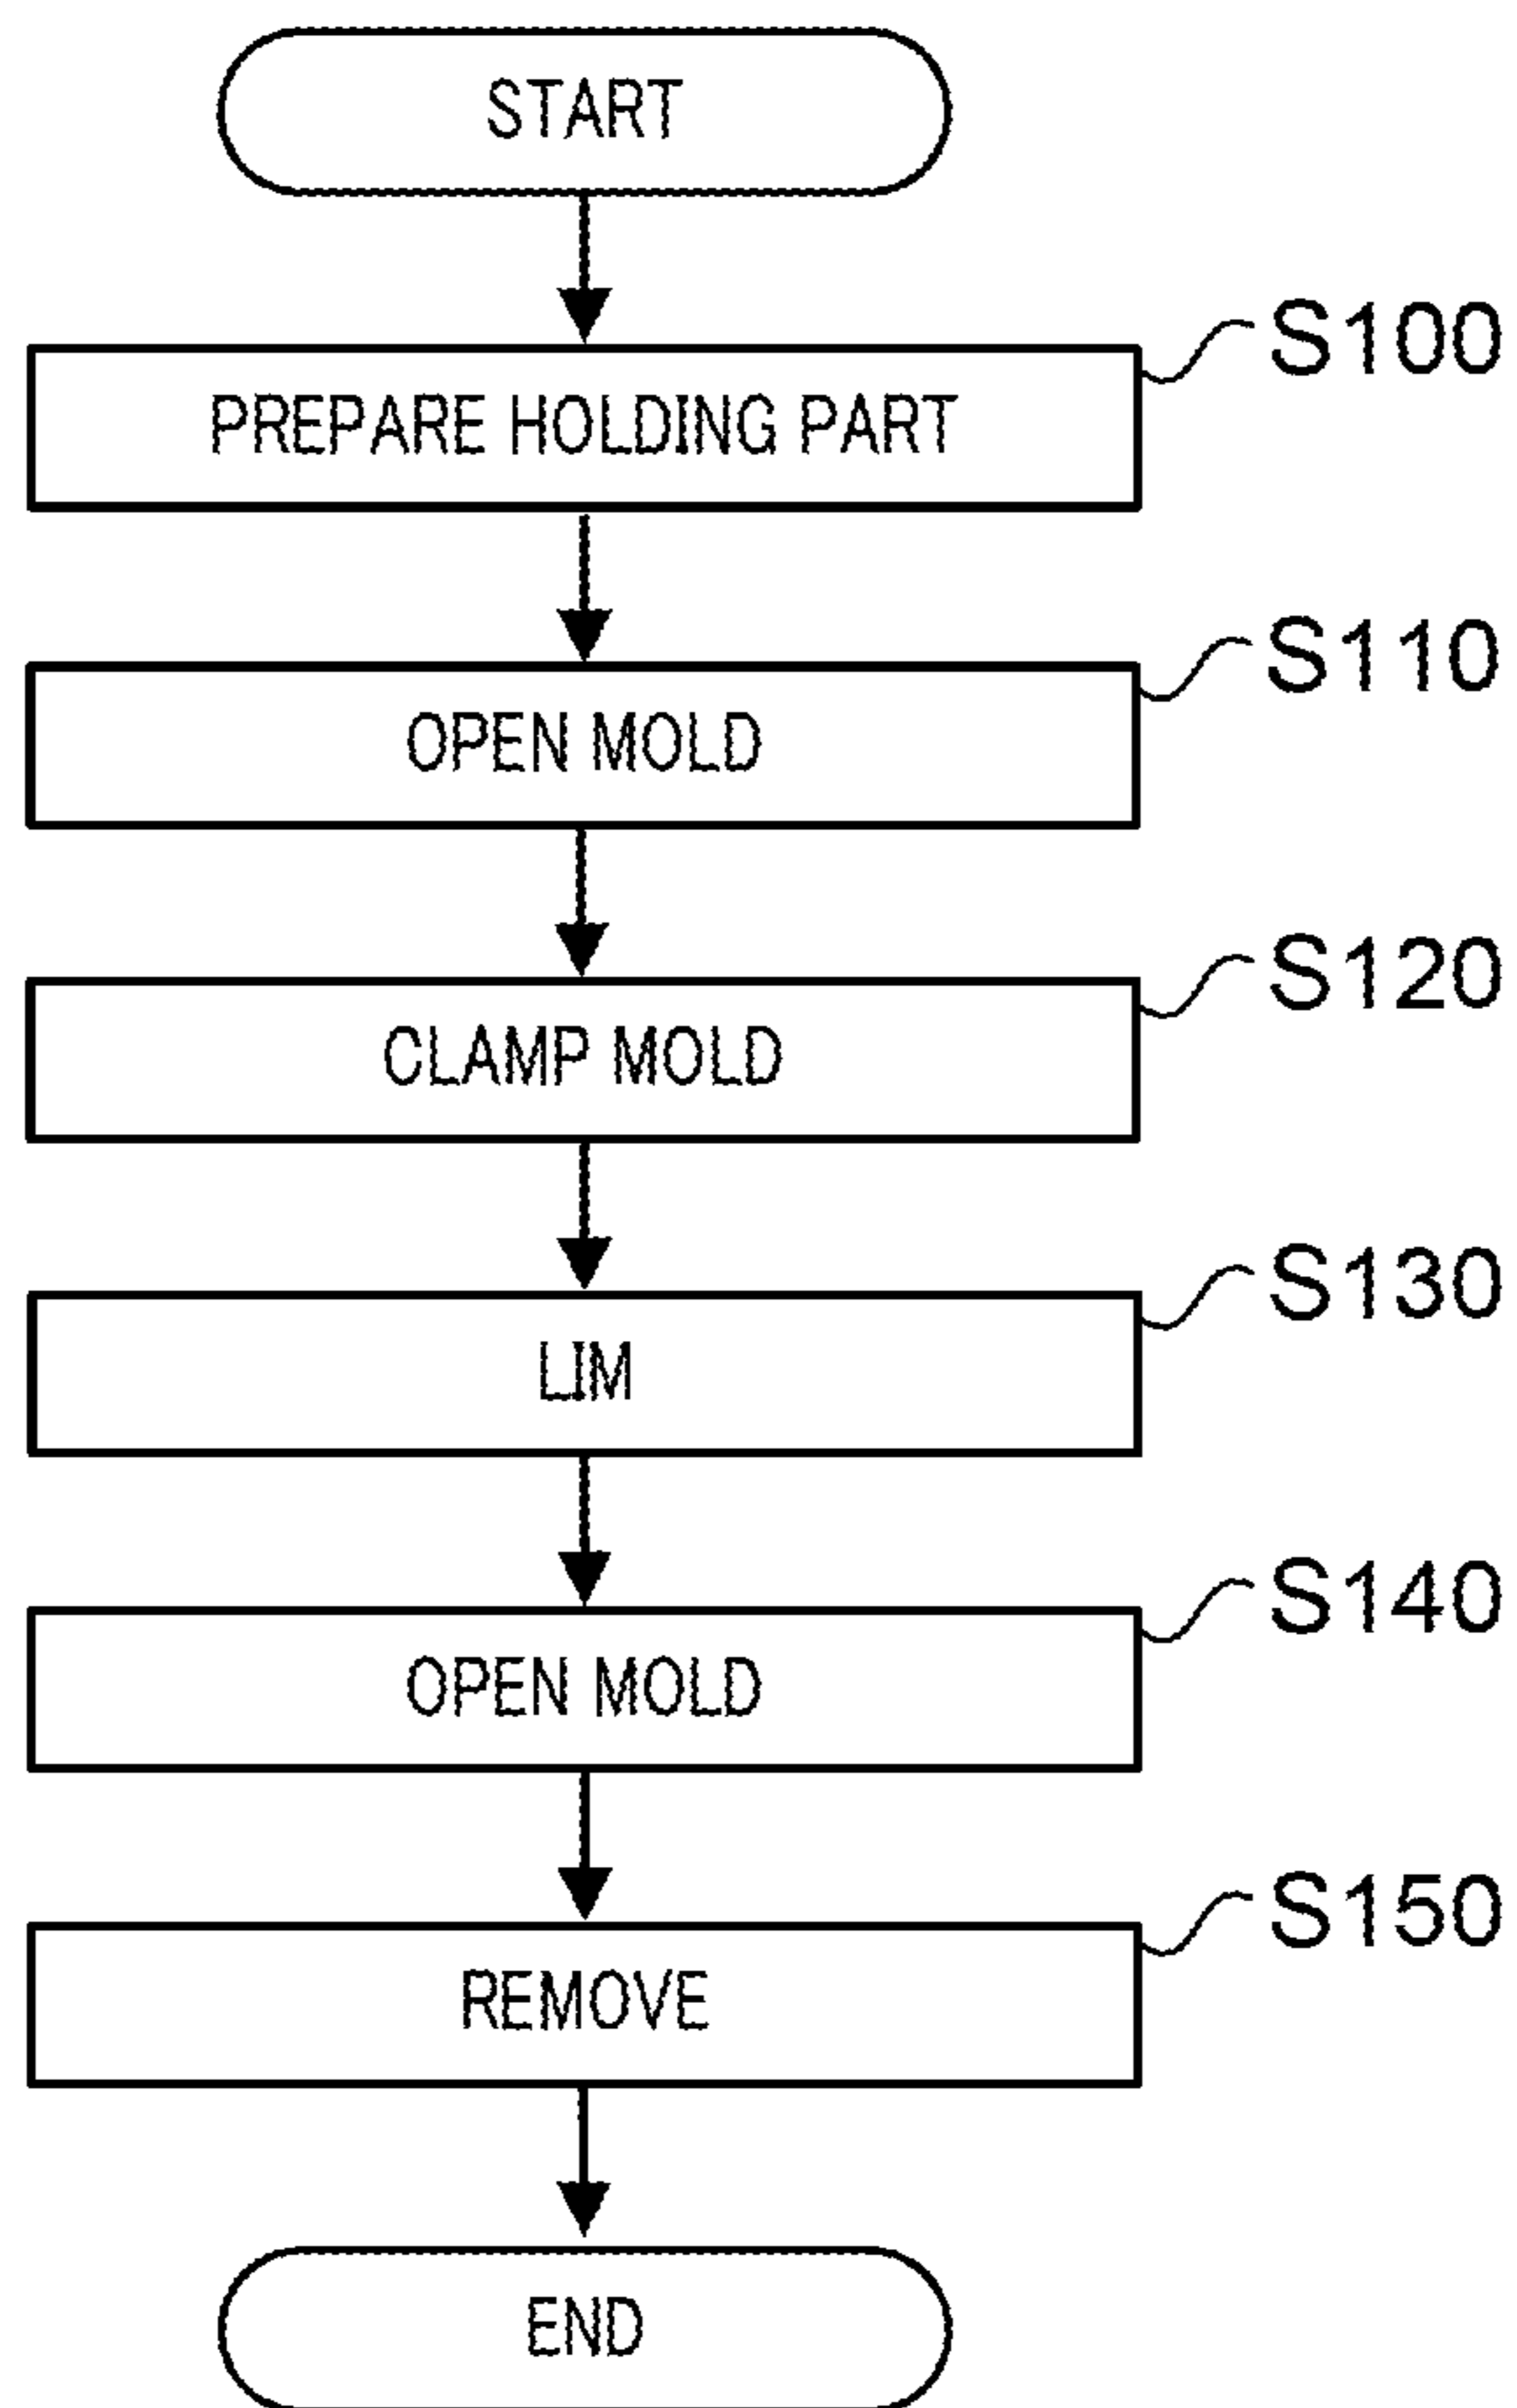 START
S100
PREPARE HOLDING PART
S110
OPEN MOLD
S120
CLAMP MOLD
S130
LIM
S140
OPEN MOLD
S150
REMOVE
END